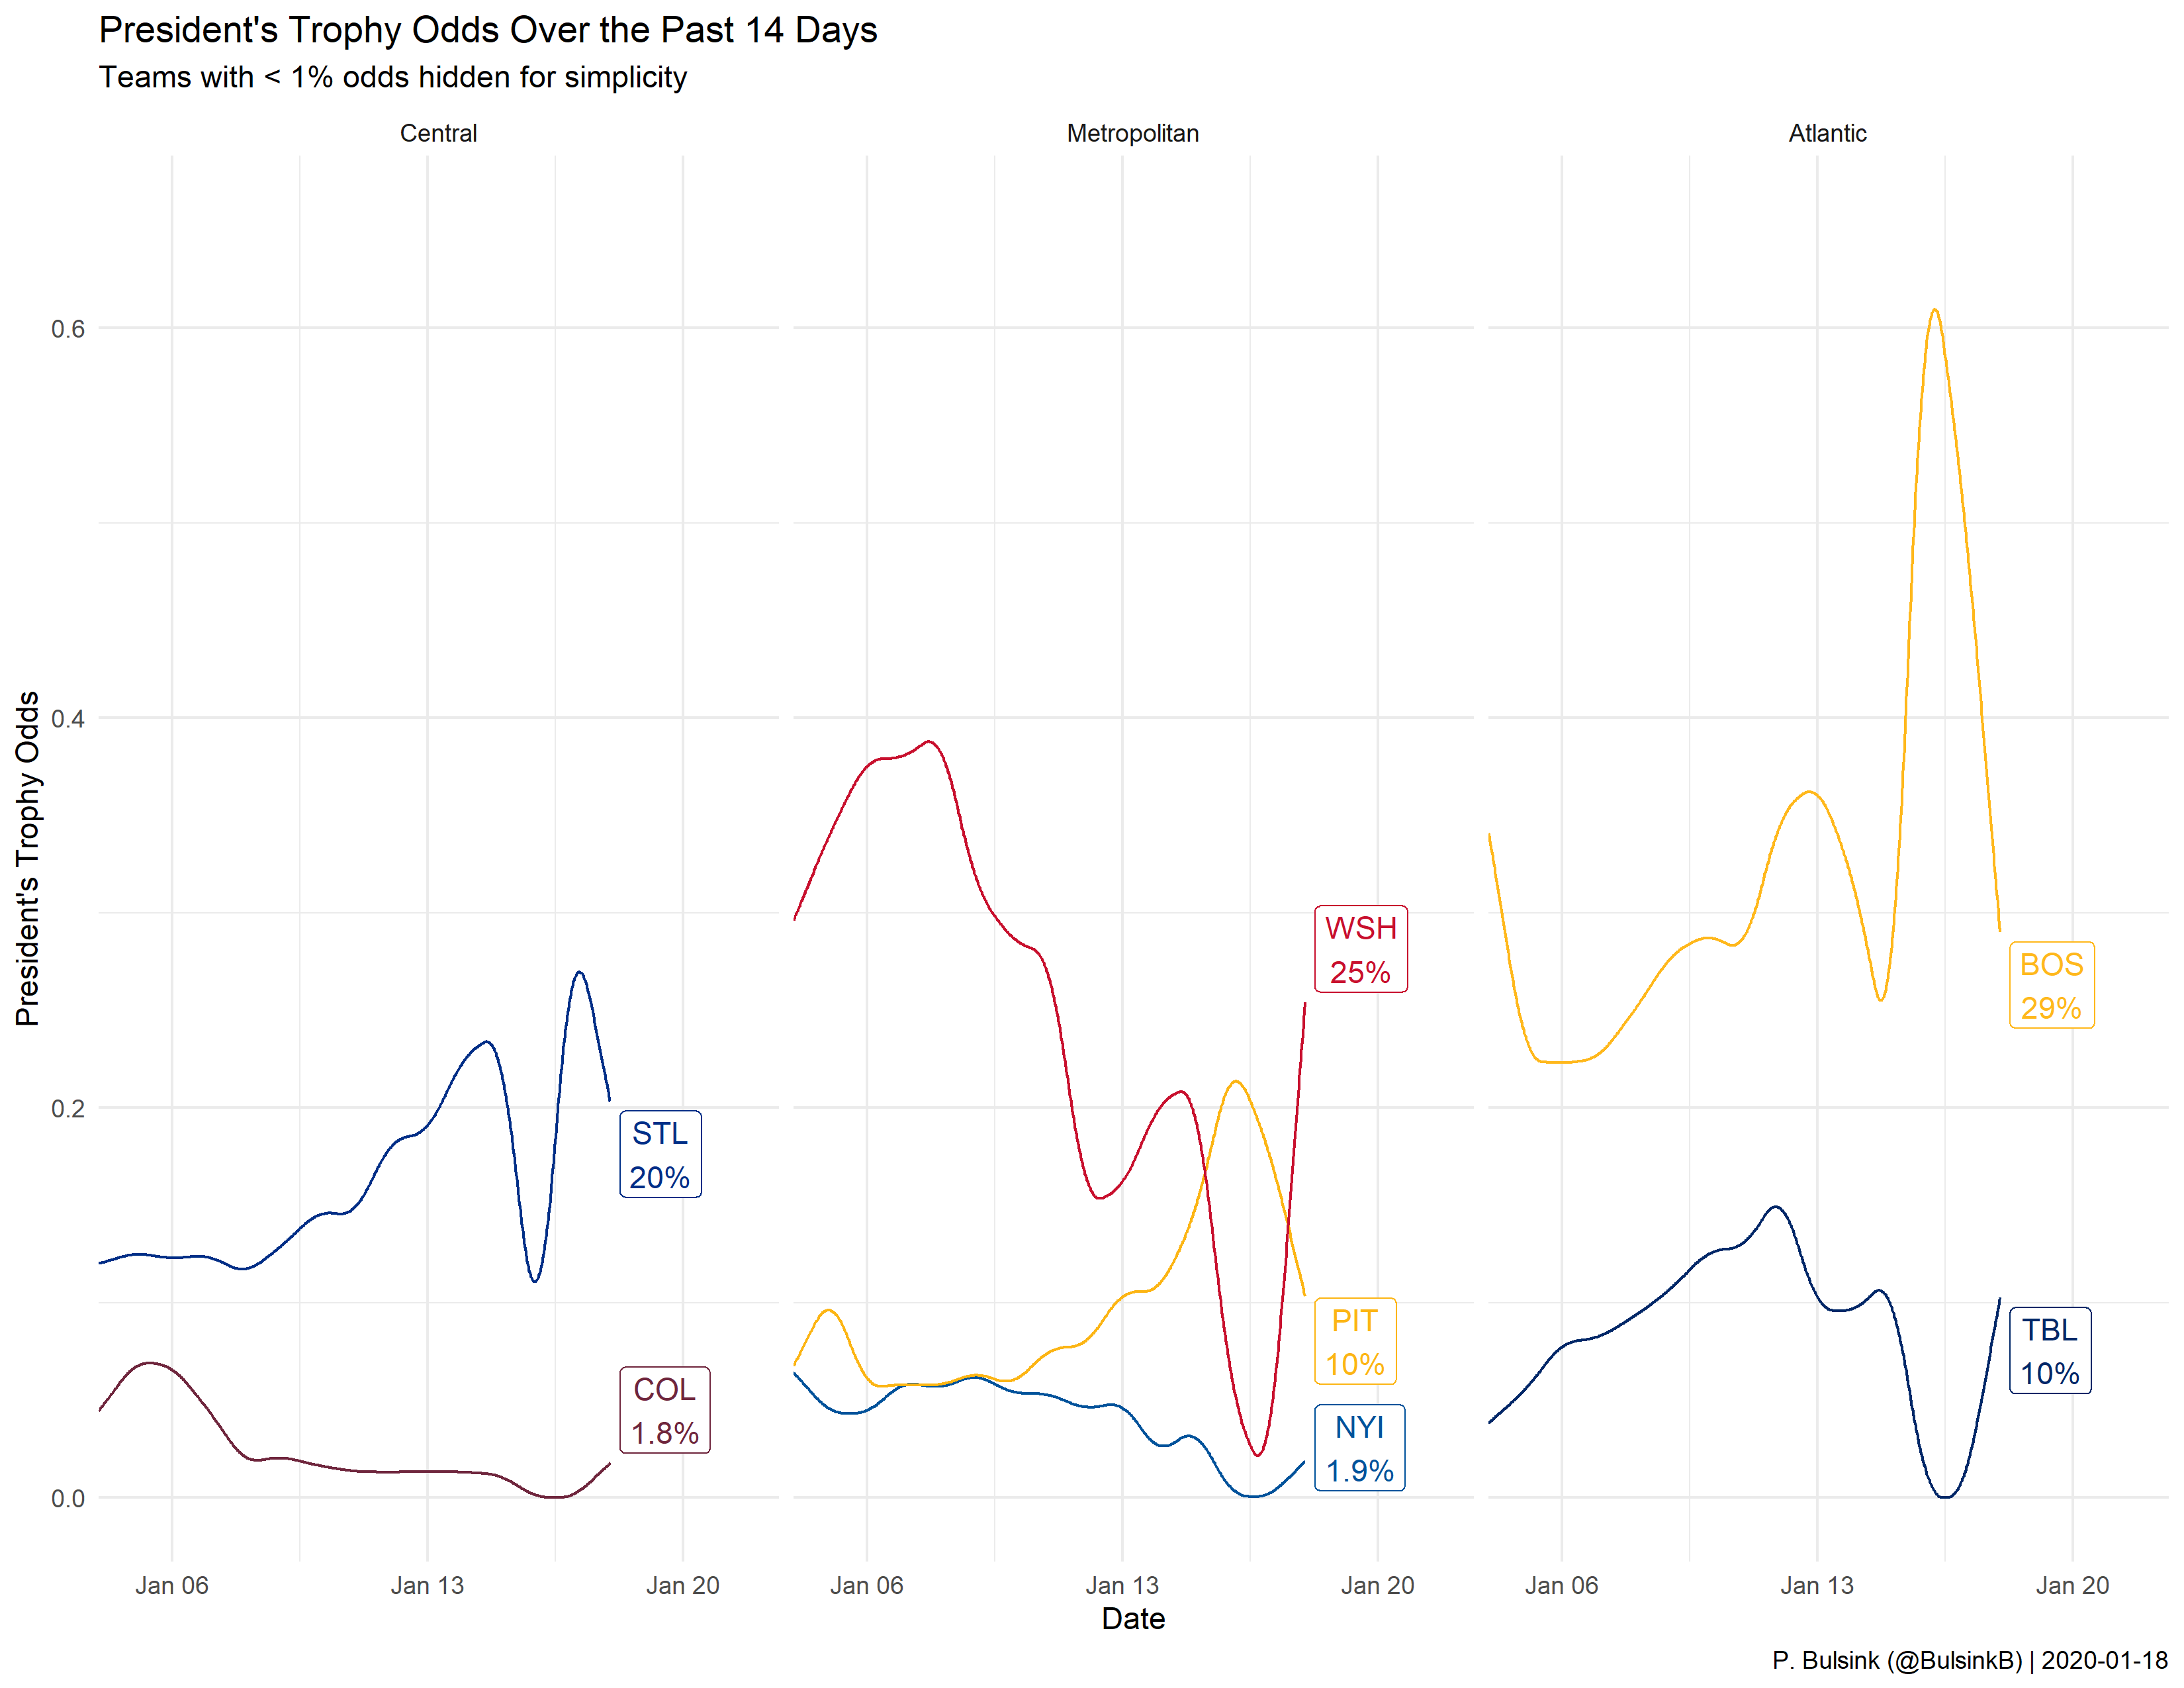 President's Trophy Odds Over the Past 14 Days
Teams with < 1% odds hidden for simplicity
Central
Metropolitan
Atlantic
President's Trophy Odds
0.6
0.4
0.2
0.0
STL
20%
COL
1.8%
WSH
25%
PIT
10%
NYI
1.9%
BOS
29%
TBL
10%
Jan 06
Jan 13
Jan 20
Jan 06
Jan 13
Jan 20
Jan 06
Jan 13
Jan 20
Date
P. Bulsink (@BulsinkB) | 2020-01-18